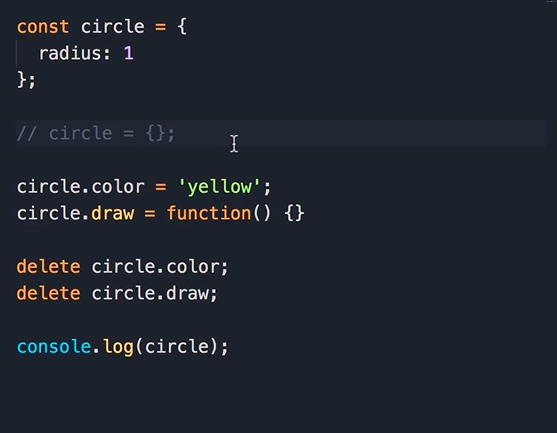 const circle = {
  radius: 1
};
// circle = {};
circle.color = 'yellow';
circle.draw = function() {}
delete circle.color;
delete circle.draw;
console.log(circle);